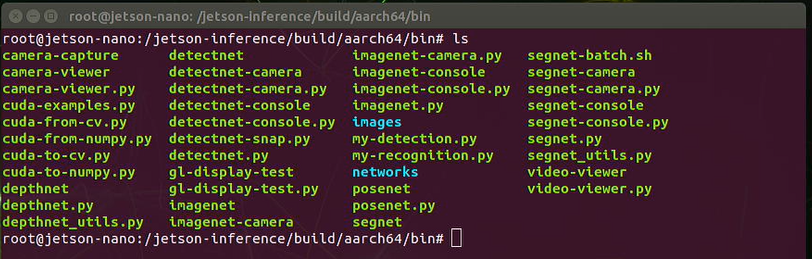 root@jetson-nano: /jetson-inference/build/aarch64/bin
root@jetson-nano:/jetson-inference/build/aarch64/bin# ls
camera-capture detectnet imagenet-camera.py segnet-batch.sh
camera-viewer detectnet-camera imagenet-console segnet-camera
camera-viewer.py detectnet-camera.py imagenet-console.py segnet-camera.py
cuda-examples.py detectnet-console imagenet.py segnet-console
cuda-from-cv.py detectnet-console.py images segnet-console.py
cuda-from-numpy.py detectnet-snap.py my-detection.py segnet.py
cuda-to-cv.py detectnet.py my-recognition.py segnet_utils.py
cuda-to-numpy.py gl-display-test networks video-viewer
depthnet gl-display-test.py posenet video-viewer.py
depthnet.py imagenet posenet.py
depthnet_utils.py imagenet-camera segnet
root@jetson-nano:/jetson-inference/build/aarch64/bin#